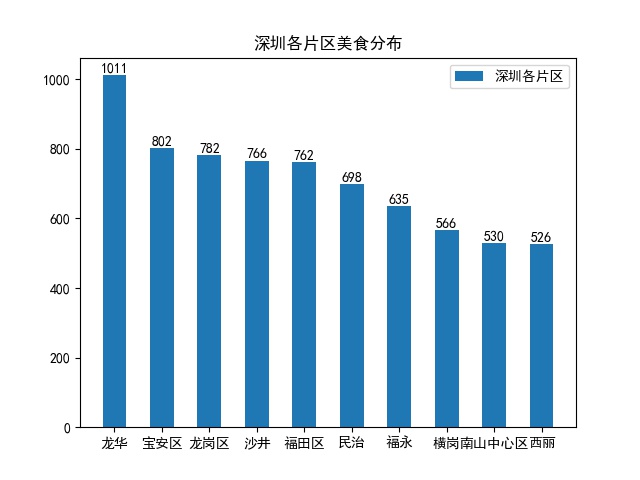 深圳各片区美食分布
深圳各片区
1000
800
600
400
200
0
1011
802
782
766
762
698
635
566
530
526
龙华
宝安区
龙岗区
沙井
福田区
民治
福永
横岗
南山中心区
西丽